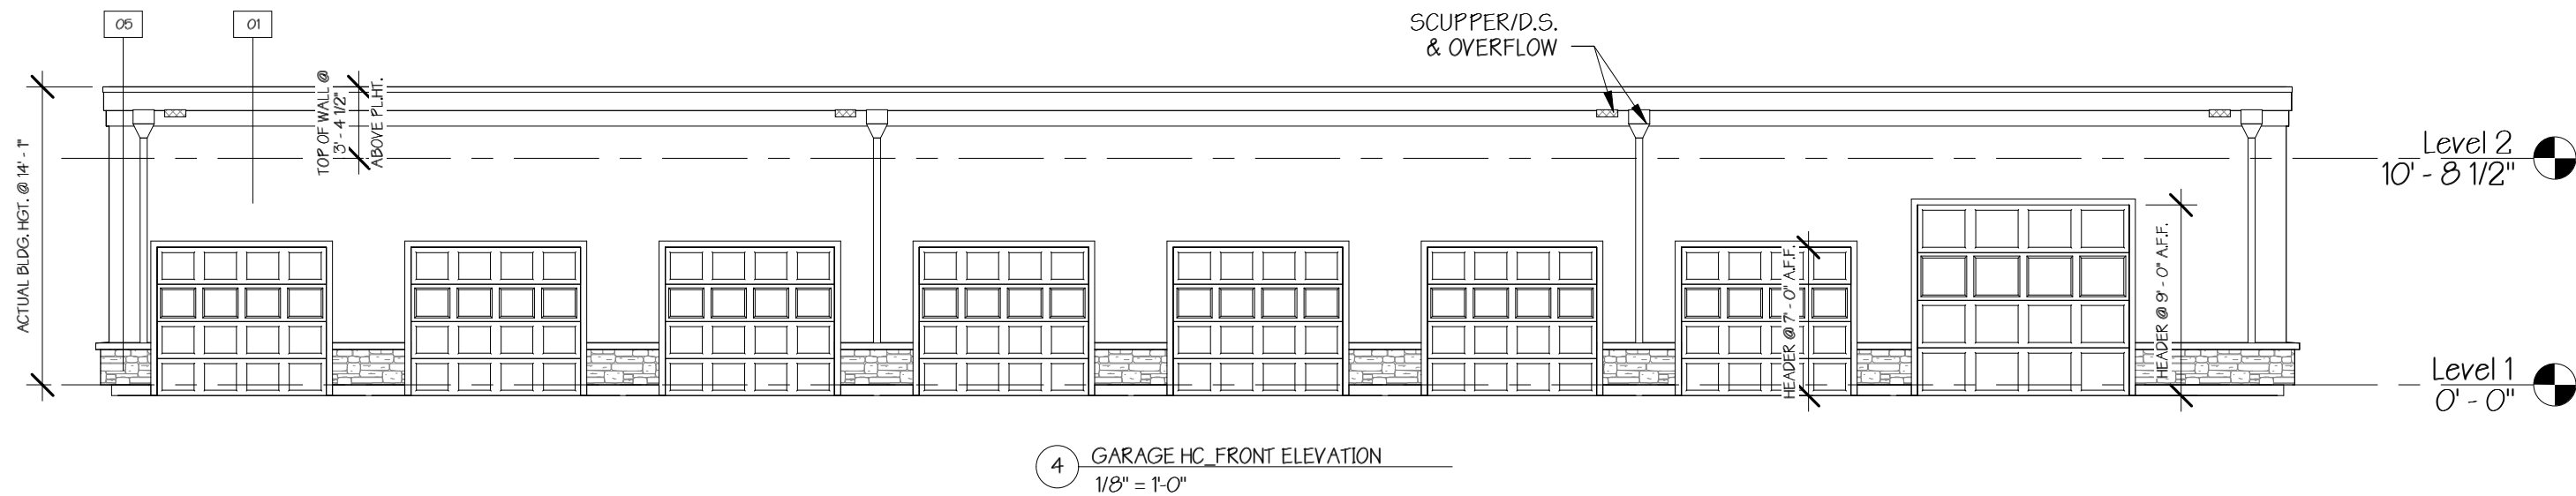 05
01
SCUPPER/D.S.
& OVERFLOW
TOP OF WALL @
3' - 4 1/2"
ABOVE PL.HT.
ACTUAL BLDG. HGT. @ 14' - 1"
Level 2
10' - 8 1/2"
HEADER @ 7' - 0" A.F.F.
HEADER @ 9' - 0" A.F.F.
Level 1
0' - 0"
4
GARAGE HC_FRONT ELEVATION
1/8" = 1'-0"